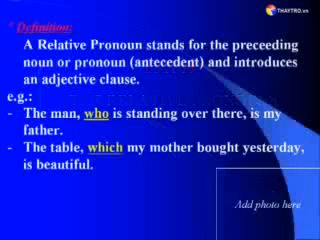 THAYTRO.vn
* Definition:
A Relative Pronoun stands for the preceeding
noun or pronoun (antecedent) and introduces
an adjective clause.
e.g.:
- The man, who is standing over there, is my
father.
- The table, which my mother bought yesterday,
is beautiful.
Add photo here